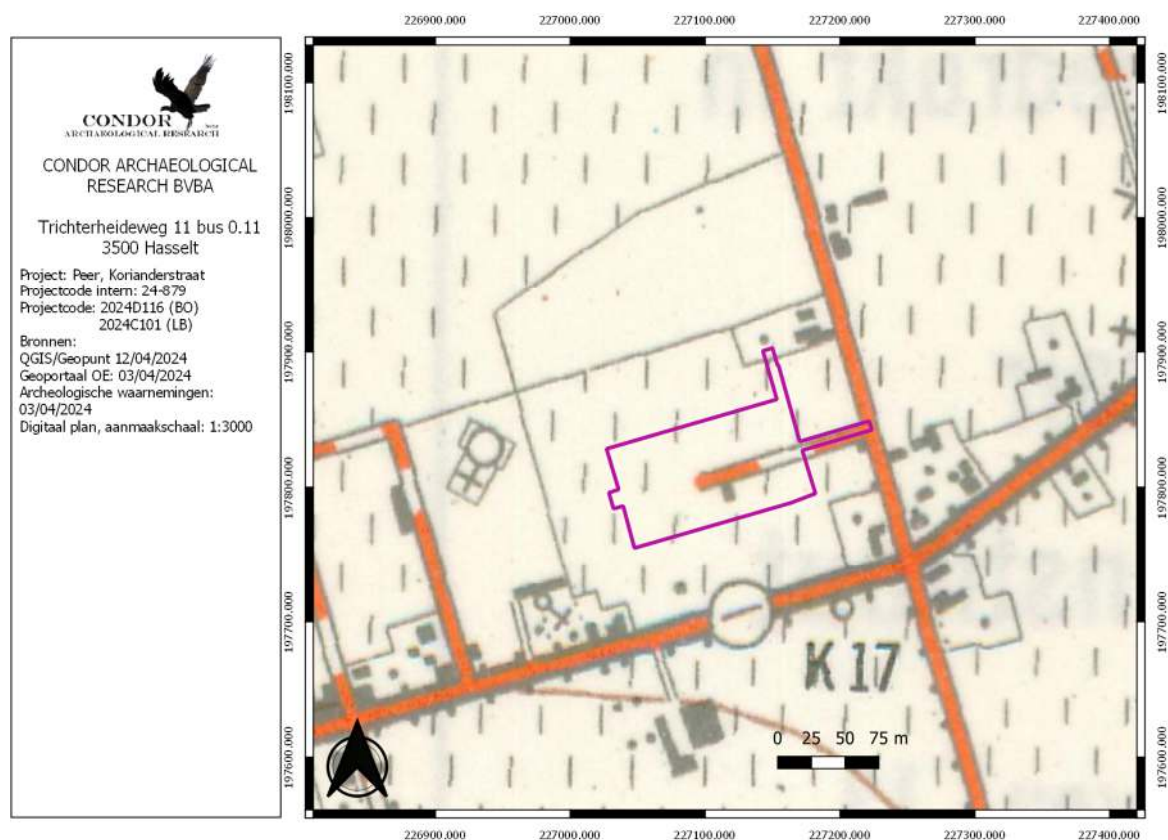 226900.000 227000.000 227100.000 227200.000 227300.000 227400.000
CONDOR
ARCHAEOLOGICAL RESEARCH
CONDOR ARCHAEOLOGICAL
RESEARCH BVBA
Trichterheideweg 11 bus 0.11
3500 Hasselt
Project: Peer, Korianderstraat
Projectcode intern: 24-879
Projectcode: 2024D116 (BO)
2024C101 (LB)
Bronnen:
QGIS/Geopunt 12/04/2024
Geoportaal OE: 03/04/2024
Archeologische waarnemingen:
03/04/2024
Digitaal plan, aanmaakschaal: 1:3000
198100.000
198000.000
197900.000
197800.000
197700.000
197600.000
198100.000
198000.000
197900.000
197800.000
197700.000
197600.000
K 17
0 25 50 75 m
226900.000 227000.000 227100.000 227200.000 227300.000 227400.000